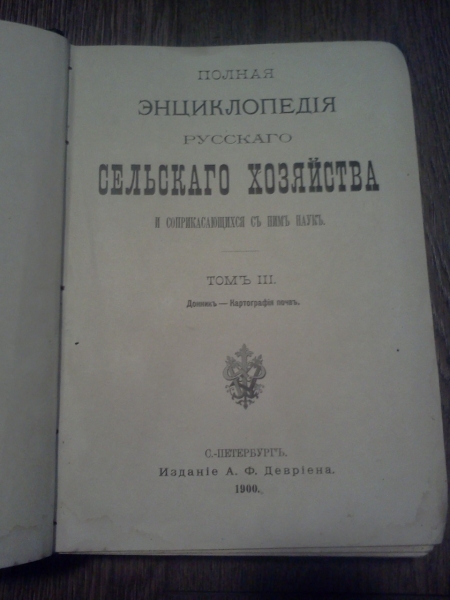 ПОЛНАЯ
ЭНЦИКЛОПЕДІЯ
РУССКАГО
СЕЛЬСКАГО ХОЗЯЙСТВА
И СОПРИКАСАЮЩИХСЯ СЪ НИМЪ НАУКЪ.
ТОМЪ III.
Донникъ — Картографія почвъ.
С.-ПЕТЕРБУРГЪ.
Изданіе А. Ф. Девріена.
1900.